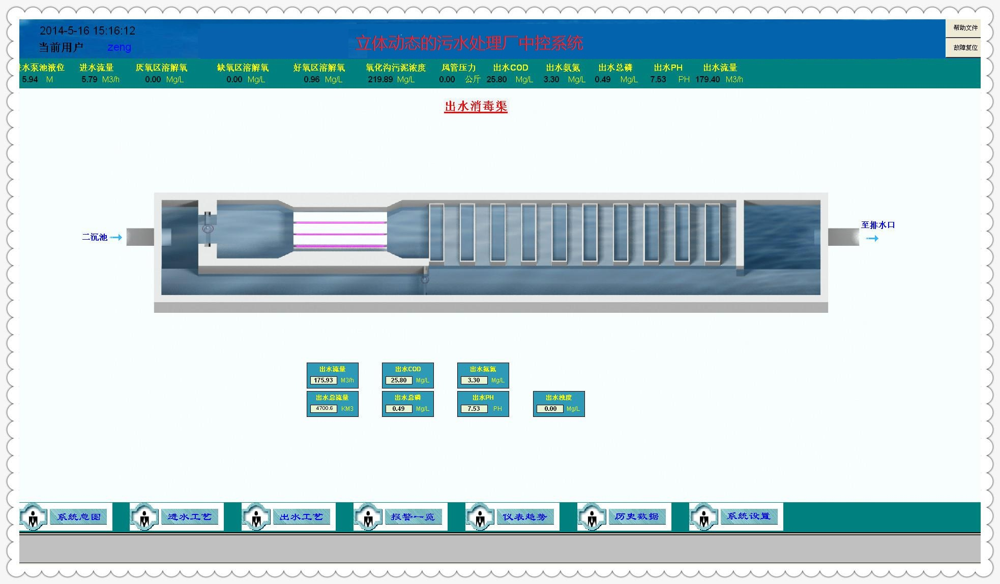 2014-5-16 15:16:12
当前用户 zeng
立体动态的污水处理厂中控系统
帮助文件
故障复位
水泵池液位 进水流量 厌氧区溶解氧 缺氧区溶解氧 好氧区溶解氧 氧化沟污泥浓度 风管压力 出水COD 出水氨氮 出水总磷 出水PH 出水流量
5.94 M 5.79 M3/h 0.00 Mg/L 0.00 Mg/L 0.96 Mg/L 219.89 Mg/L 0.00 公斤 25.80 Mg/L 3.30 Mg/L 0.49 Mg/L 7.53 PH 179.40 M3/h
出水消毒渠
二沉池
至排水口
出水流量 出水COD 出水氨氮
175.93 M3/h 25.80 Mg/L 3.30 Mg/L
出水总流量 出水总磷 出水PH 出水浊度
4700.6 KM3 0.49 Mg/L 7.53 PH 0.00 Mg/L
系统总图 进水工艺 出水工艺 报警一览 仪表趋势 历史数据 系统设置